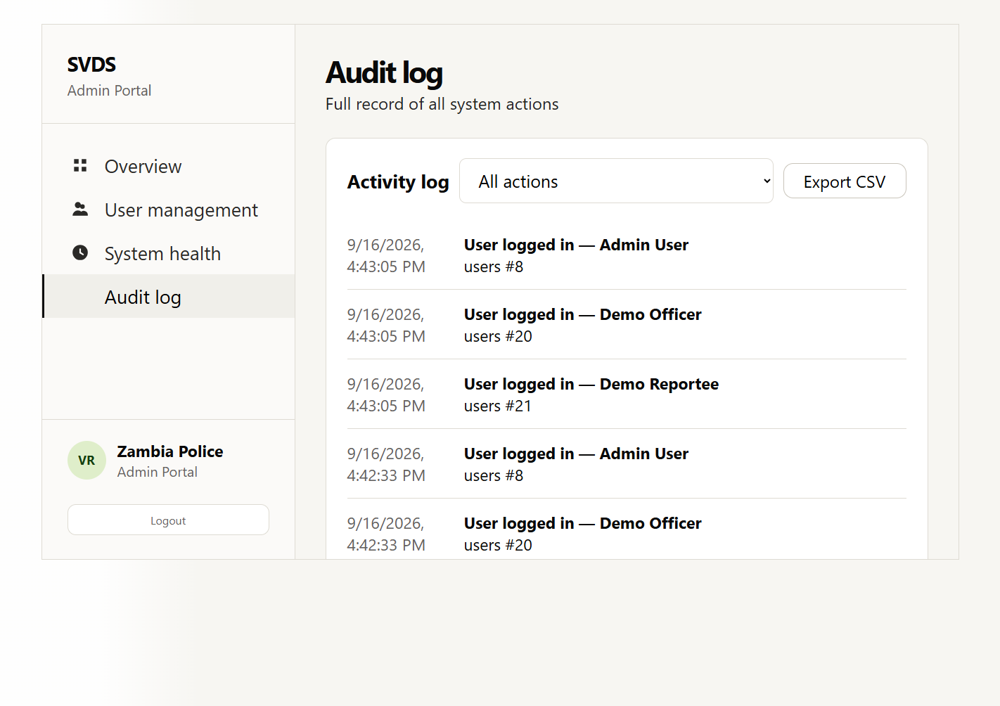 SVDS
Admin Portal
Overview
User management
System health
Audit log
VR
Zambia Police
Admin Portal
Logout
Audit log
Full record of all system actions
Activity log
All actions
Export CSV
9/16/2026,
4:43:05 PM
User logged in — Admin User
users #8
9/16/2026,
4:43:05 PM
User logged in — Demo Officer
users #20
9/16/2026,
4:43:05 PM
User logged in — Demo Reportee
users #21
9/16/2026,
4:42:33 PM
User logged in — Admin User
users #8
9/16/2026,
4:42:33 PM
User logged in — Demo Officer
users #20